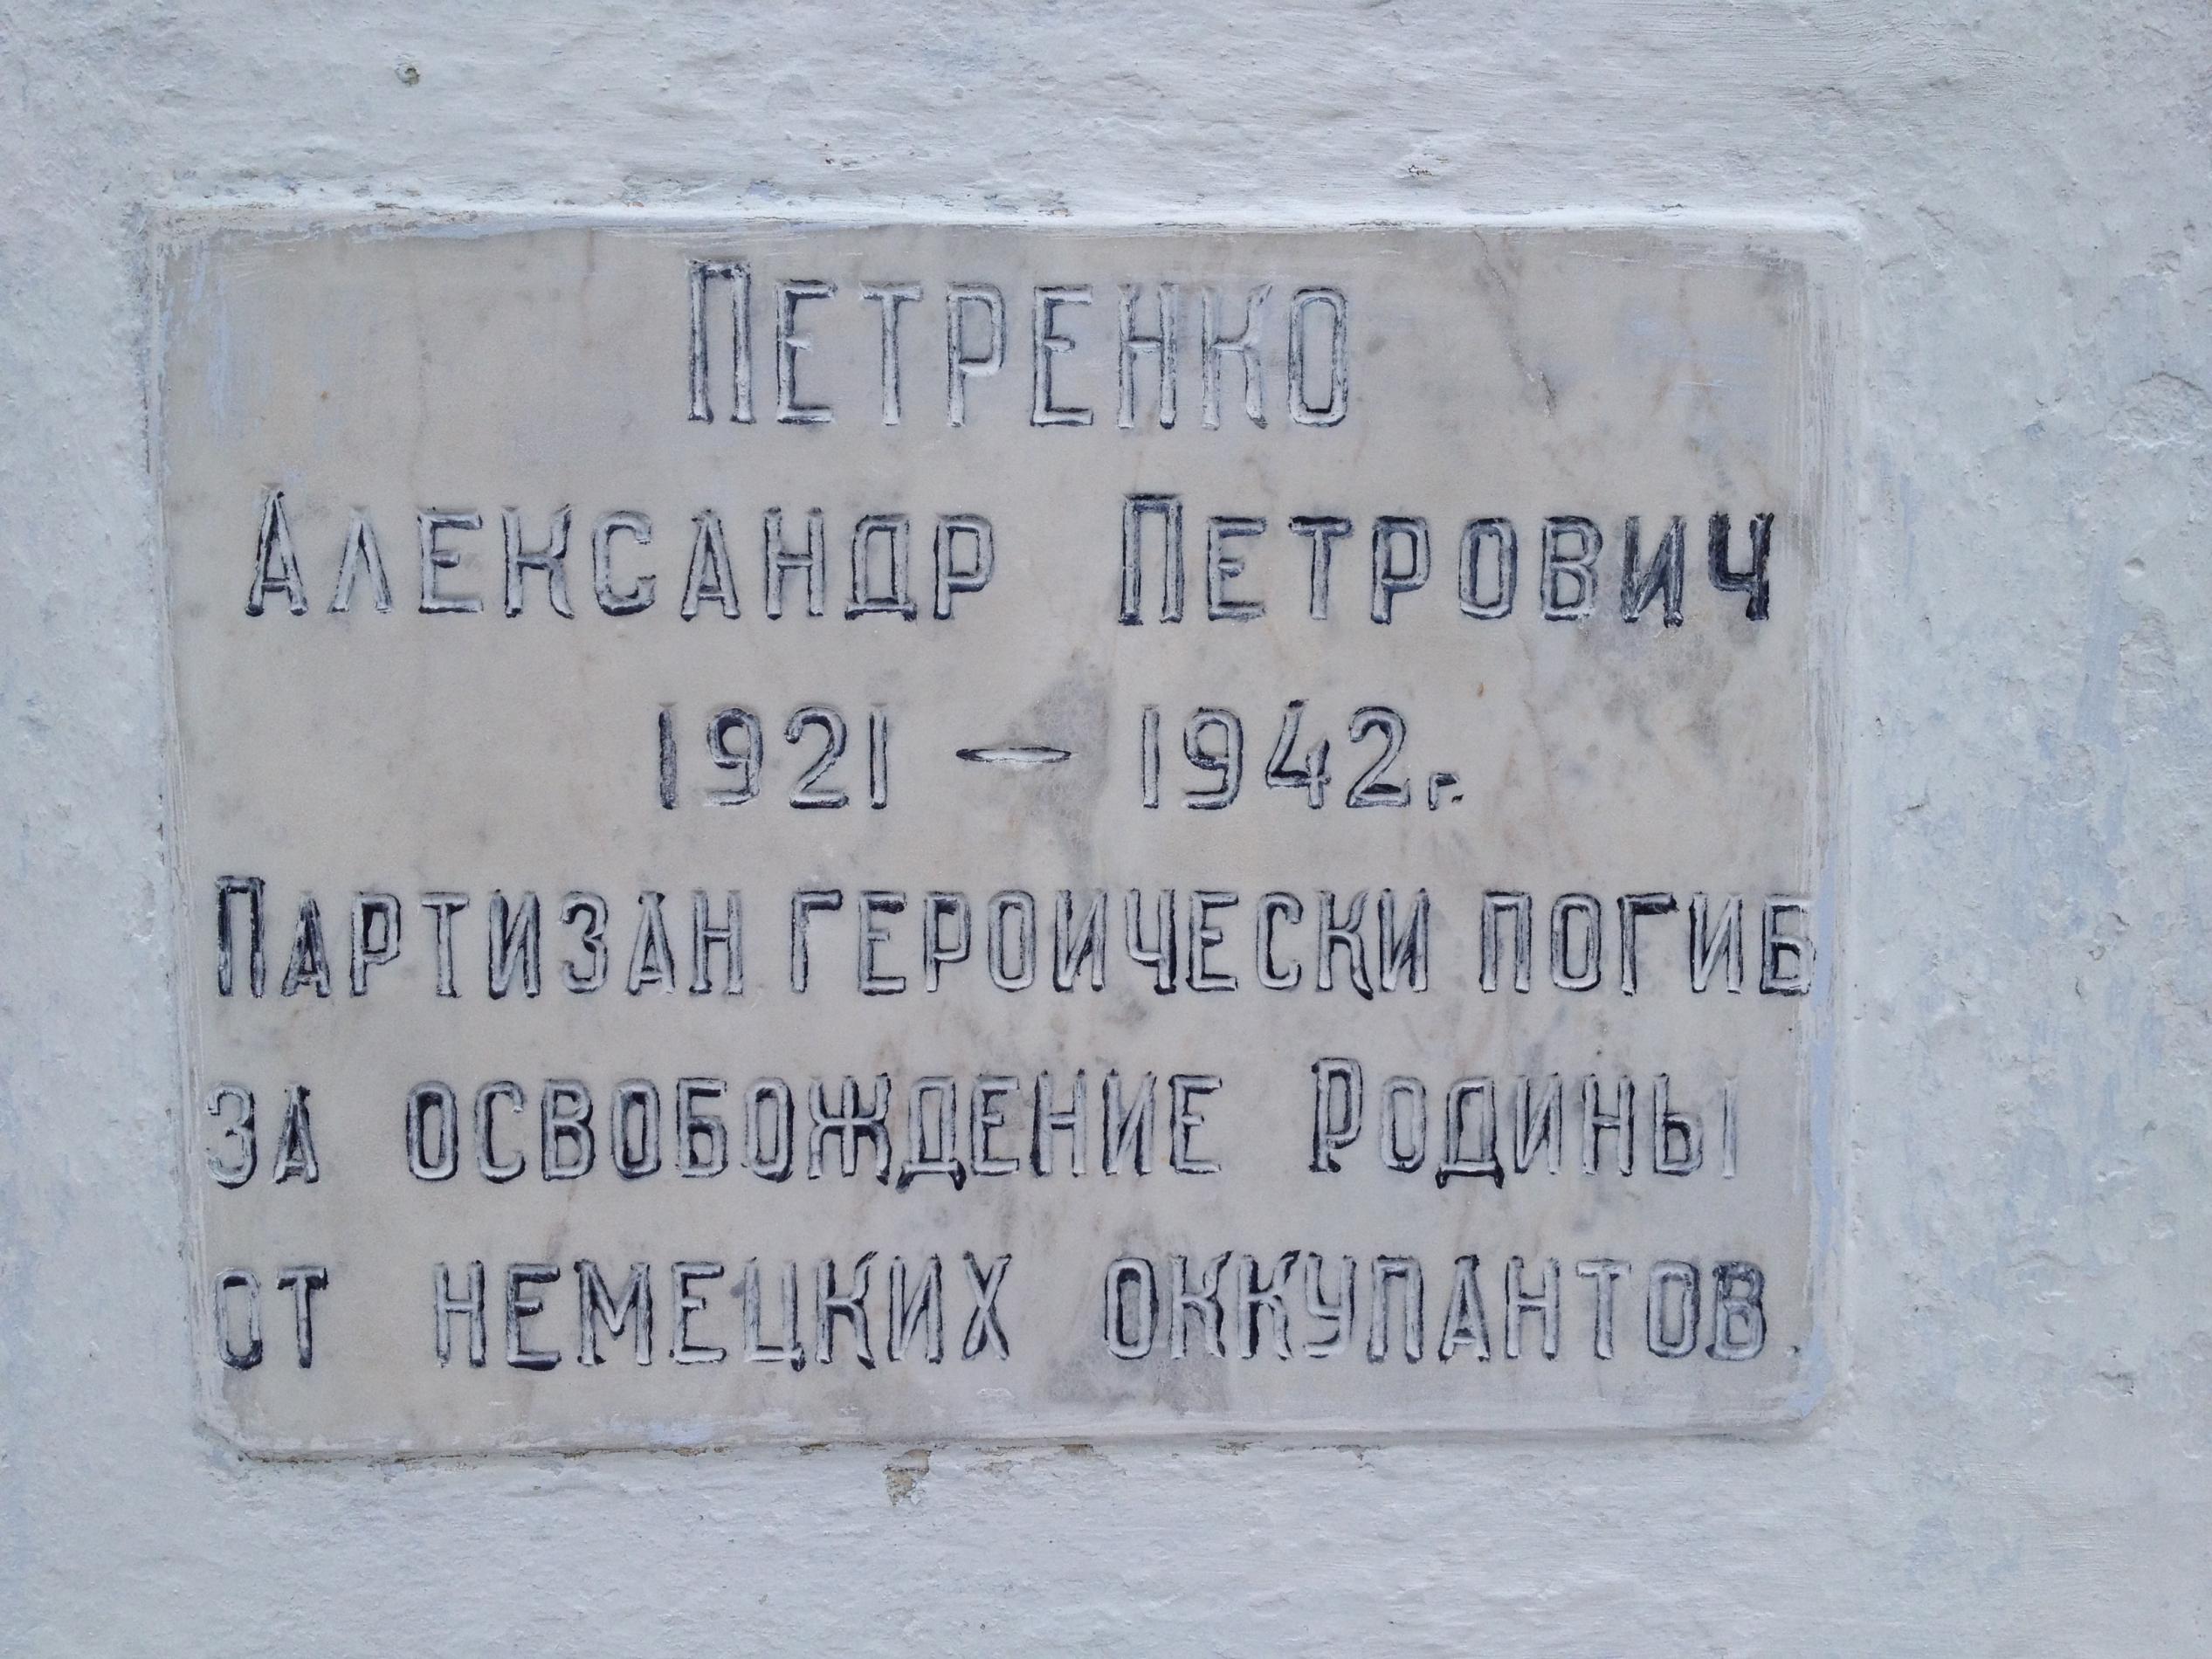 Петренко
Александр Петрович
1921 — 1942г.
Партизан героически погиб
за освобождение Родины
от немецких оккупантов.